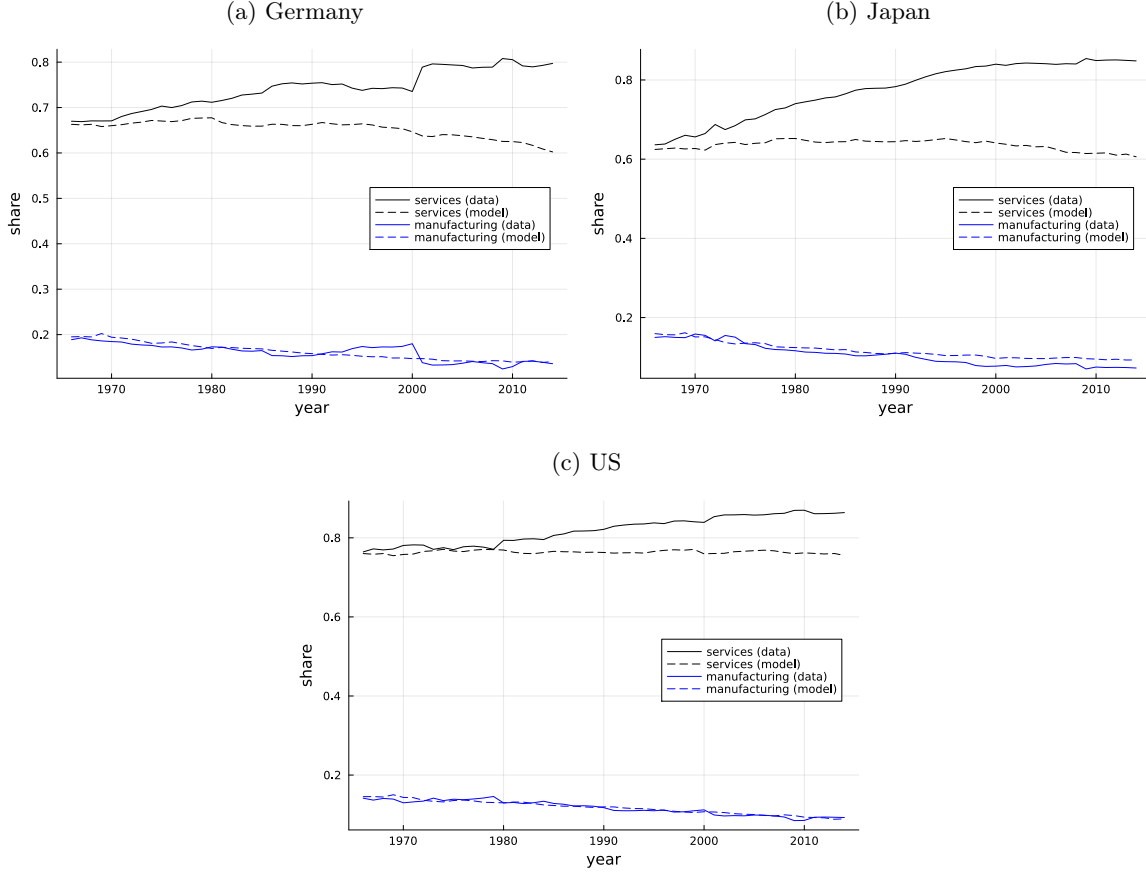 (a) Germany
0.8
0.7
0.6
0.5
0.4
0.3
0.2
share
1970 1980 1990 2000 2010
year
services (data)
services (model)
manufacturing (data)
manufacturing (model)
(b) Japan
0.8
0.6
0.4
0.2
share
1970 1980 1990 2000 2010
year
services (data)
services (model)
manufacturing (data)
manufacturing (model)
(c) US
0.8
0.6
0.4
0.2
share
1970 1980 1990 2000 2010
year
services (data)
services (model)
manufacturing (data)
manufacturing (model)